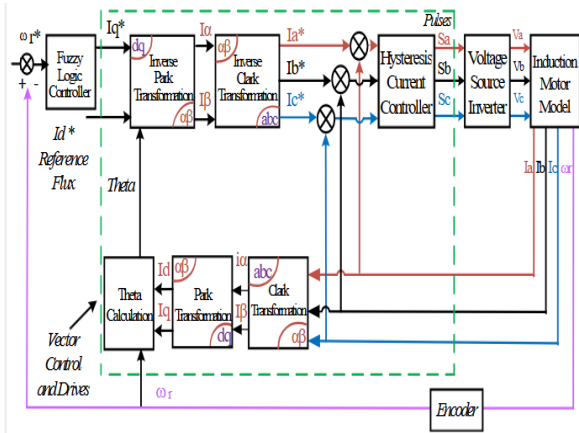 Pulses
ωr*
Iq*
Iα
Ia*
Sa
Va
+
-
Fuzzy
Logic
Controller
dq
Inverse
Park
Transformation
αβ
Inverse
Clark
Transformation
abc
Ib*
Hysteresis
Current
Controller
Sb
Voltage
Source
Inverter
Vb
Induction
Motor
Model
Iβ
Ic*
Sc
Vc
Id *
Reference
Flux
Theta
Ia
Ib
Ic
ωr
Theta
Calculation
Id
Iq
αβ
Park
Transformation
dq
iα
Iβ
abc
Clark
Transformation
αβ
Vector
Control
and Drives
ωr
Encoder